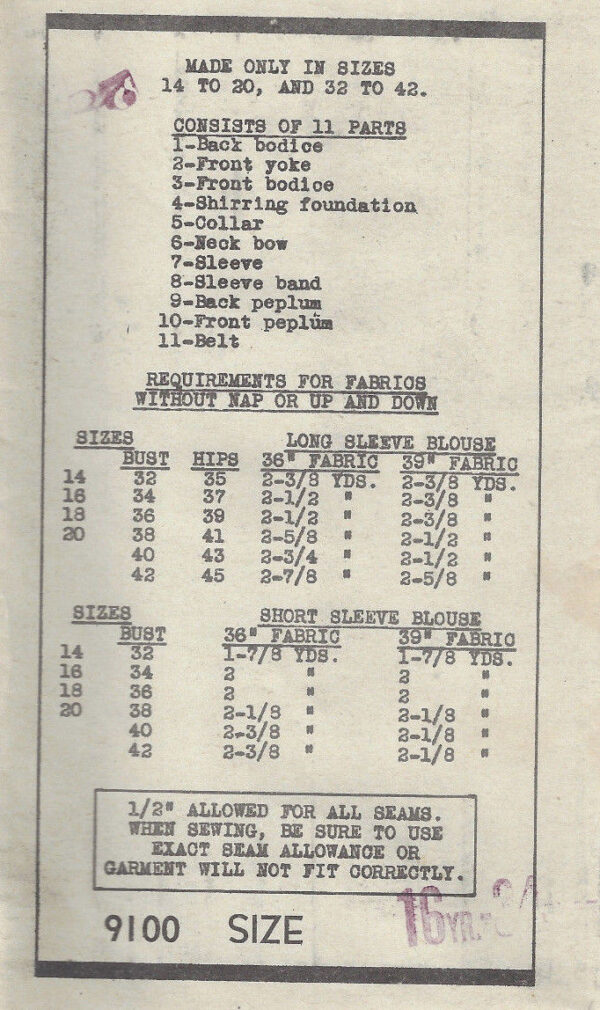 MADE ONLY IN SIZES
14 TO 20, AND 32 TO 42.
CONSISTS OF 11 PARTS
1-Back bodice
2-Front yoke
3-Front bodice
4-Shirring foundation
5-Collar
6-Neck bow
7-Sleeve
8-Sleeve band
9-Back peplum
10-Front peplum
11-Belt
REQUIREMENTS FOR FABRICS
WITHOUT NAP OR UP AND DOWN
SIZES LONG SLEEVE BLOUSE
BUST HIPS 36" FABRIC 39" FABRIC
14 32 35 2-3/8 YDS. 2-3/8 YDS.
16 34 37 2-1/2 " 2-3/8 "
18 36 39 2-1/2 " 2-3/8 "
20 38 41 2-5/8 " 2-1/2 "
40 43 2-3/4 " 2-1/2 "
42 45 2-7/8 " 2-5/8 "
SIZES SHORT SLEEVE BLOUSE
BUST 36" FABRIC 39" FABRIC
14 32 1-7/8 YDS. 1-7/8 YDS.
16 34 2 " 2 "
18 36 2 " 2 "
20 38 2-1/8 " 2-1/8 "
40 2-3/8 " 2-1/8 "
42 2-3/8 " 2-1/8 "
1/2" ALLOWED FOR ALL SEAMS.
WHEN SEWING, BE SURE TO USE
EXACT SEAM ALLOWANCE OR
GARMENT WILL NOT FIT CORRECTLY.
9100 SIZE 16 YR.